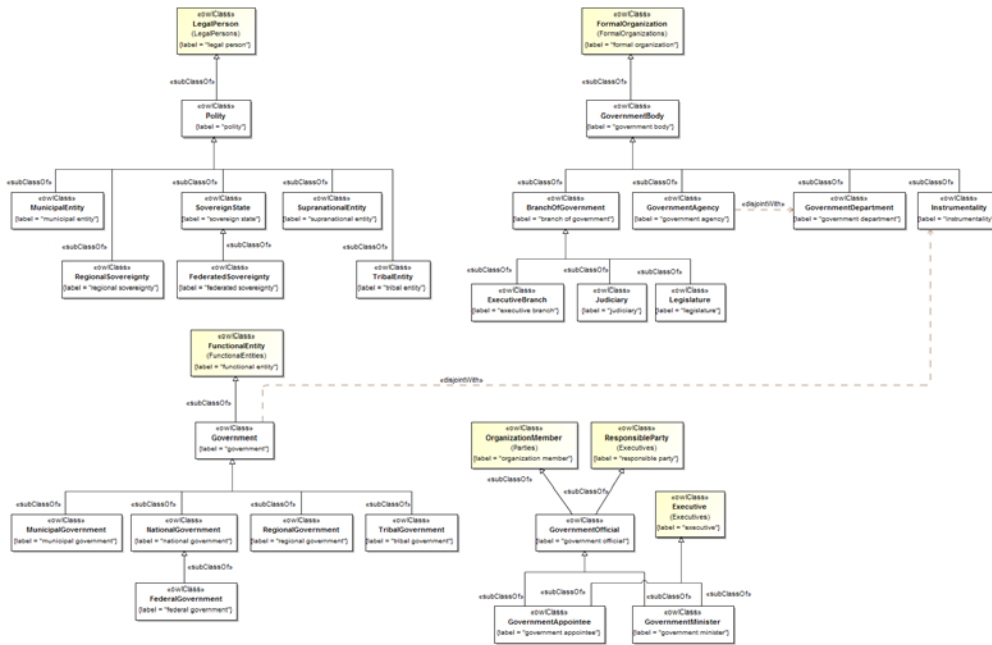 «owlClass»
LegalPerson
(LegalPersons)
[label = "legal person"]
«subClassOf»
«owlClass»
Polity
[label = "polity"]
«subClassOf»
«owlClass»
MunicipalEntity
[label = "municipal entity"]
«subClassOf»
«owlClass»
SovereignState
[label = "sovereign state"]
«subClassOf»
«owlClass»
SupranationalEntity
[label = "supranational entity"]
«subClassOf»
«owlClass»
RegionalSovereignty
[label = "regional sovereignty"]
«subClassOf»
«owlClass»
FederatedSovereignty
[label = "federated sovereignty"]
«subClassOf»
«owlClass»
TribalEntity
[label = "tribal entity"]
«owlClass»
FormalOrganization
(FormalOrganizations)
[label = "formal organization"]
«subClassOf»
«owlClass»
GovernmentBody
[label = "government body"]
«subClassOf»
«owlClass»
BranchOfGovernment
[label = "branch of government"]
«subClassOf»
«owlClass»
GovernmentAgency
[label = "government agency"]
«disjointWith»
«subClassOf»
«owlClass»
GovernmentDepartment
[label = "government department"]
«subClassOf»
«owlClass»
Instrumentality
[label = "instrumentality"]
«subClassOf»
«owlClass»
ExecutiveBranch
[label = "executive branch"]
«subClassOf»
«owlClass»
Judiciary
[label = "judiciary"]
«subClassOf»
«owlClass»
Legislature
[label = "legislature"]
«owlClass»
FunctionalEntity
(FunctionalEntities)
[label = "functional entity"]
«disjointWith»
«subClassOf»
«owlClass»
Government
[label = "government"]
«subClassOf»
«owlClass»
MunicipalGovernment
[label = "municipal government"]
«subClassOf»
«owlClass»
NationalGovernment
[label = "national government"]
«subClassOf»
«owlClass»
RegionalGovernment
[label = "regional government"]
«subClassOf»
«owlClass»
TribalGovernment
[label = "tribal government"]
«subClassOf»
«owlClass»
FederalGovernment
[label = "federal government"]
«owlClass»
OrganizationMember
(Parties)
[label = "organization member"]
«owlClass»
ResponsibleParty
(Executives)
[label = "responsible party"]
«subClassOf»
«subClassOf»
«owlClass»
Executive
(Executives)
[label = "executive"]
«owlClass»
GovernmentOfficial
[label = "government official"]
«subClassOf»
«subClassOf»
«subClassOf»
«subClassOf»
«owlClass»
GovernmentAppointee
[label = "government appointee"]
«owlClass»
GovernmentMinister
[label = "government minister"]